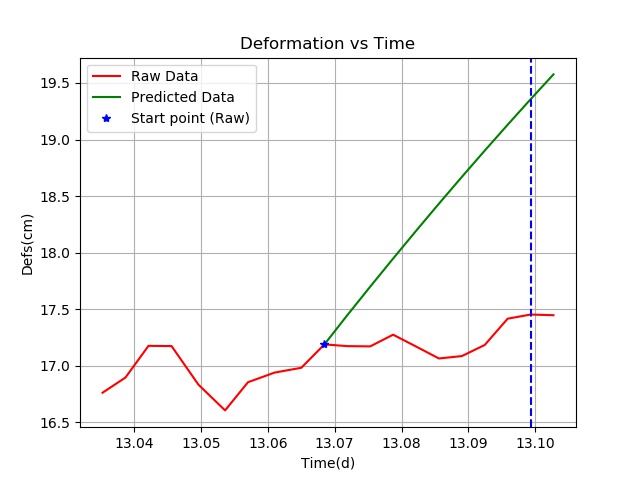 Deformation vs Time
Raw Data
Predicted Data
Start point (Raw)
19.5
19.0
18.5
18.0
17.5
17.0
16.5
Defs(cm)
13.04 13.05 13.06 13.07 13.08 13.09 13.10
Time(d)